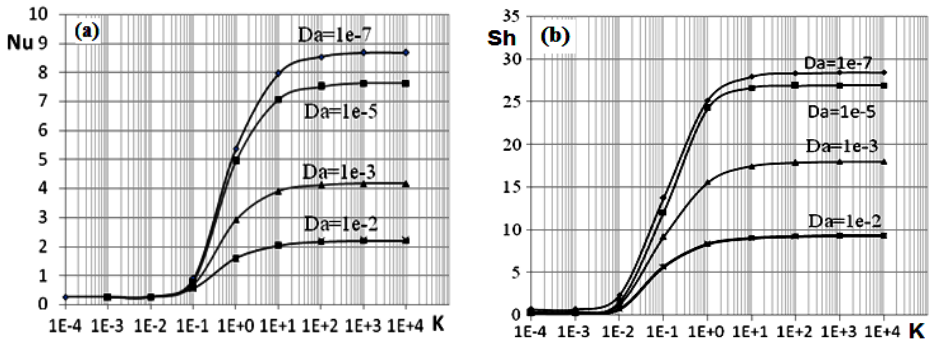 Nu
(a)
10
9
8
7
6
5
4
3
2
1
0
Da=1e-7
Da=1e-5
Da=1e-3
Da=1e-2
1E-4 1E-3 1E-2 1E-1 1E+0 1E+1 1E+2 1E+3 1E+4 K
Sh
(b)
35
30
25
20
15
10
5
0
Da=1e-7
Da=1e-5
Da=1e-3
Da=1e-2
1E-4 1E-3 1E-2 1E-1 1E+0 1E+1 1E+2 1E+3 1E+4 K